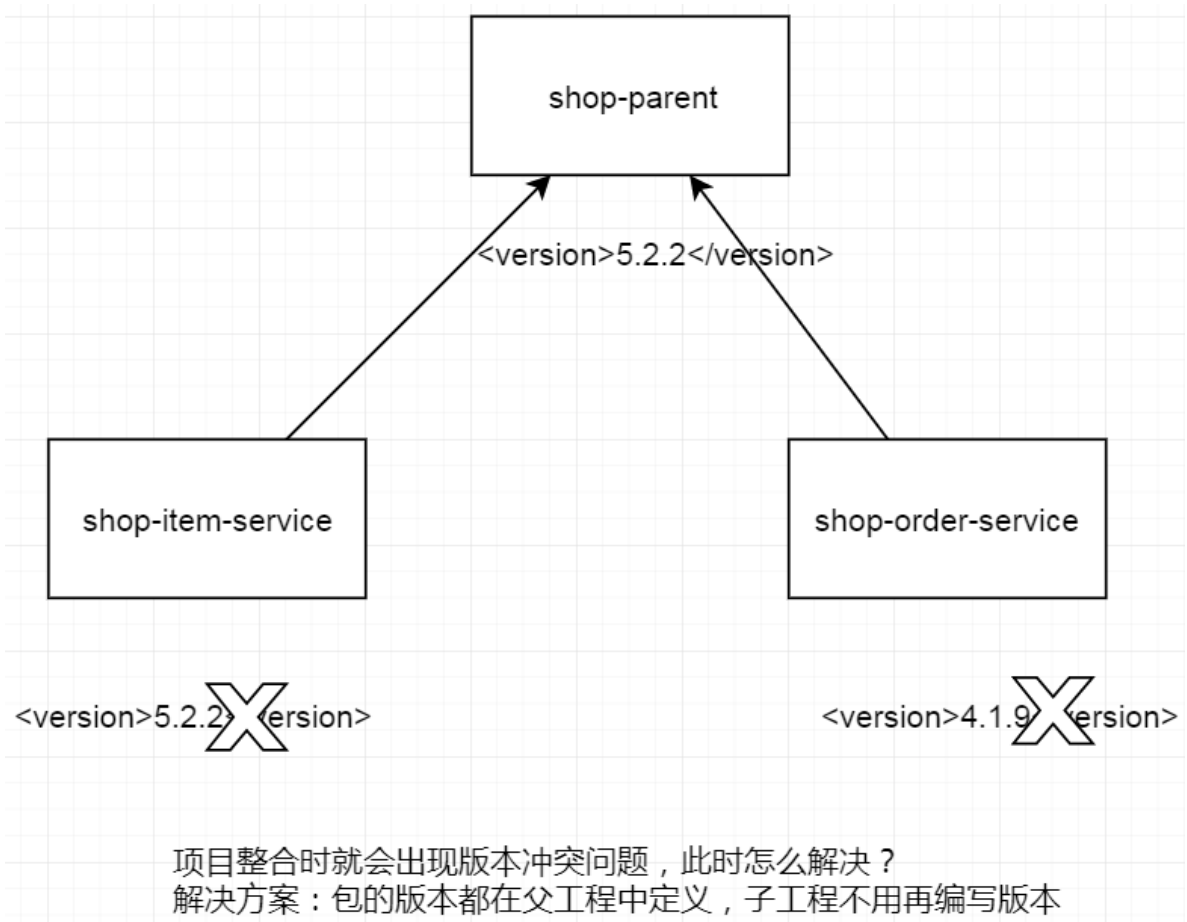 shop-parent
<version>5.2.2</version>
shop-item-service
shop-order-service
<version>5.2.2 ersion>
<version>4.1.9 ersion>
项目整合时就会出现版本冲突问题，此时怎么解决？
解决方案：包的版本都在父工程中定义，子工程不用再编写版本